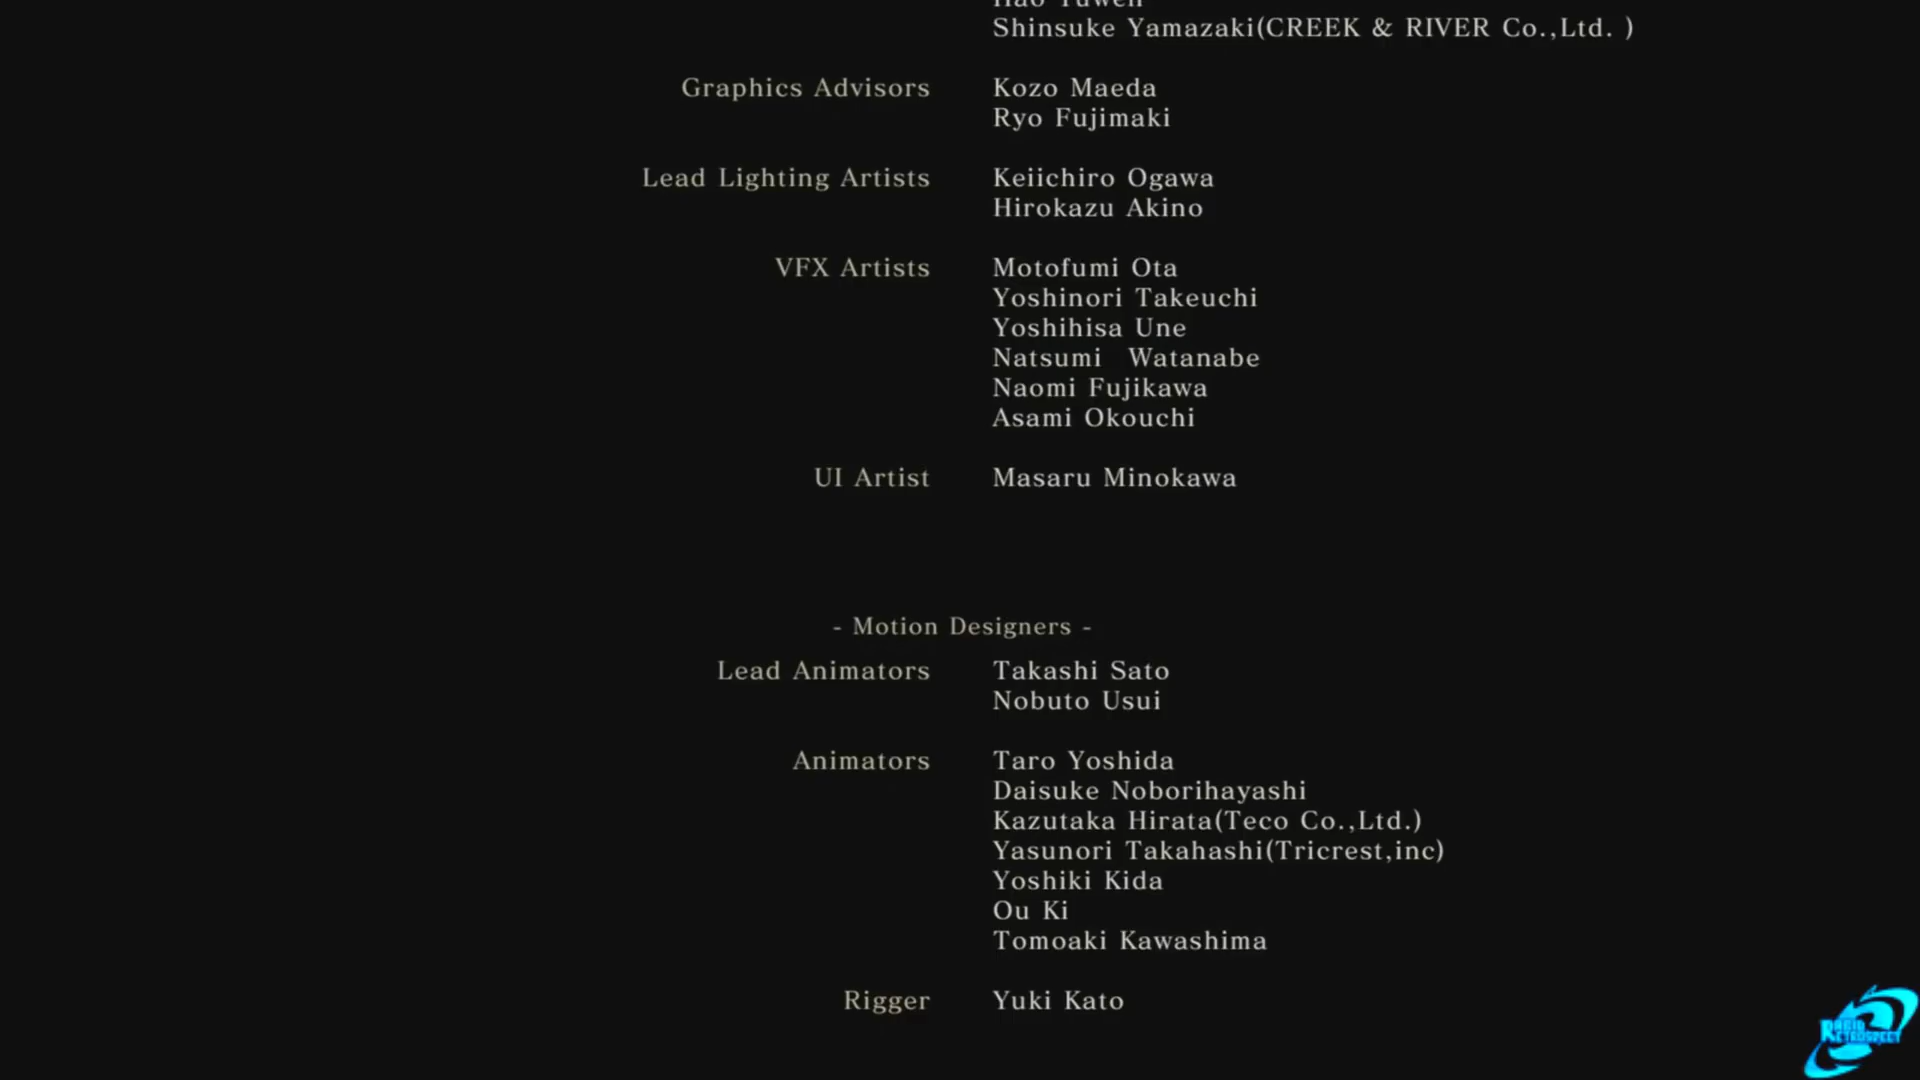 Hao Yuwen
Shinsuke Yamazaki(CREEK & RIVER Co.,Ltd. )
Graphics Advisors Kozo Maeda
Ryo Fujimaki
Lead Lighting Artists Keiichiro Ogawa
Hirokazu Akino
VFX Artists Motofumi Ota
Yoshinori Takeuchi
Yoshihisa Une
Natsumi Watanabe
Naomi Fujikawa
Asami Okouchi
UI Artist Masaru Minokawa
- Motion Designers -
Lead Animators Takashi Sato
Nobuto Usui
Animators Taro Yoshida
Daisuke Noborihayashi
Kazutaka Hirata(Teco Co.,Ltd.)
Yasunori Takahashi(Tricrest,inc)
Yoshiki Kida
Ou Ki
Tomoaki Kawashima
Rigger Yuki Kato
Retrospect